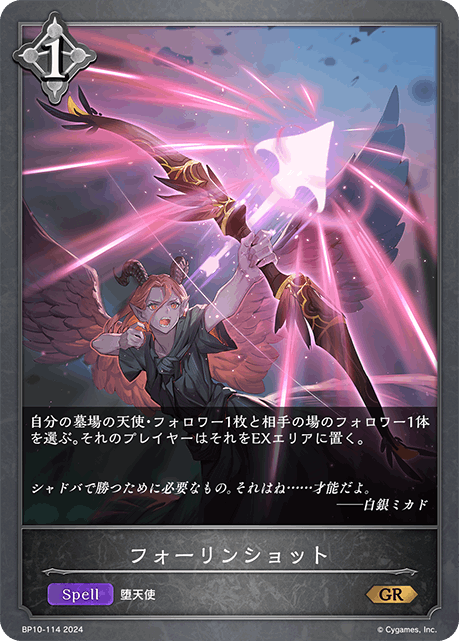 1
自分の墓場の天使・フォロワー1枚と相手の場のフォロワー1体
を選ぶ。それのプレイヤーはそれをEXエリアに置く。
シャドバで勝つために必要なもの。それはね……才能だよ。
――白銀ミカド
フォーリンショット
Spell 堕天使 GR
BP10-114 2024 © Cygames, Inc.